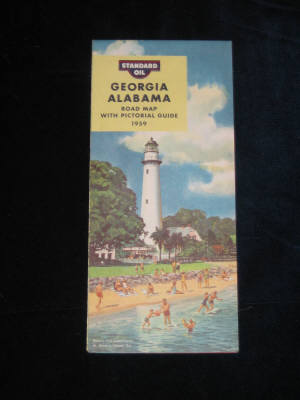 STANDARD
OIL
GEORGIA
ALABAMA
ROAD MAP
WITH PICTORIAL GUIDE
1959